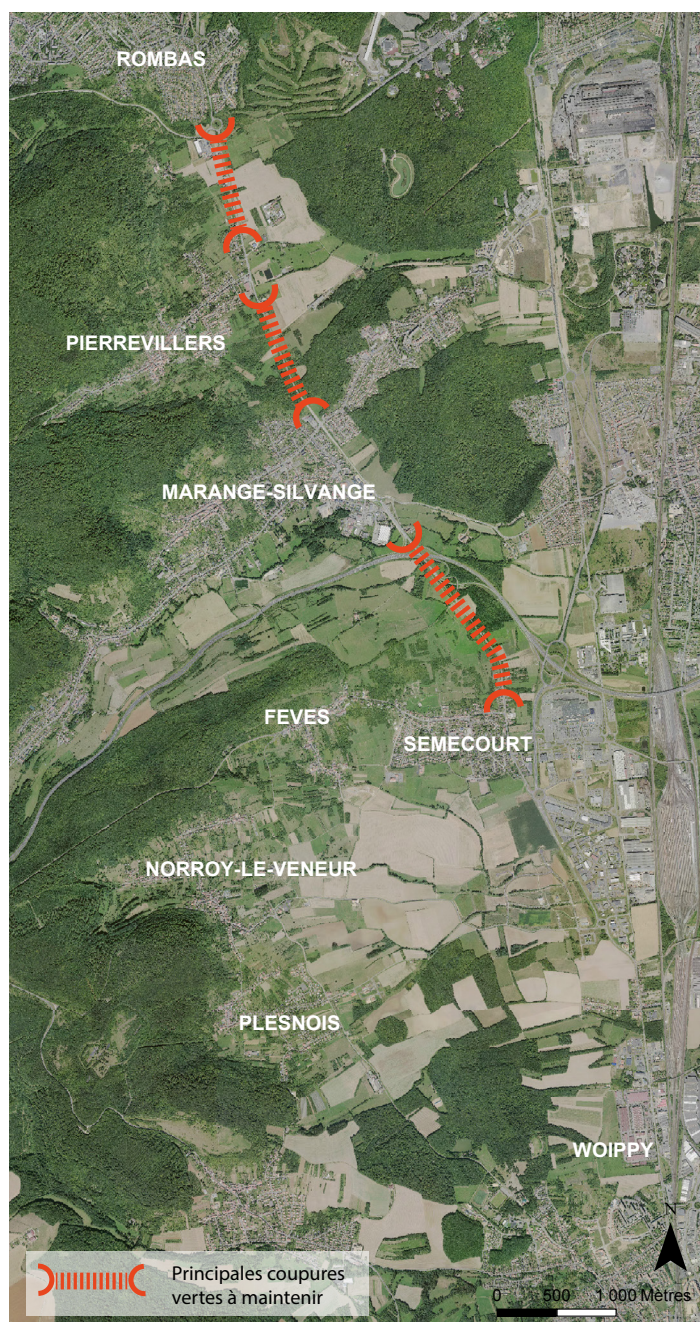 ROMBAS
PIERREVILLERS
MARANGE-SILVANGE
FEVES
SEMECOURT
NORROY-LE-VENEUR
PLESNOIS
WOIPPY
N
Principales coupures
vertes à maintenir
0 500 1 000 Mètres